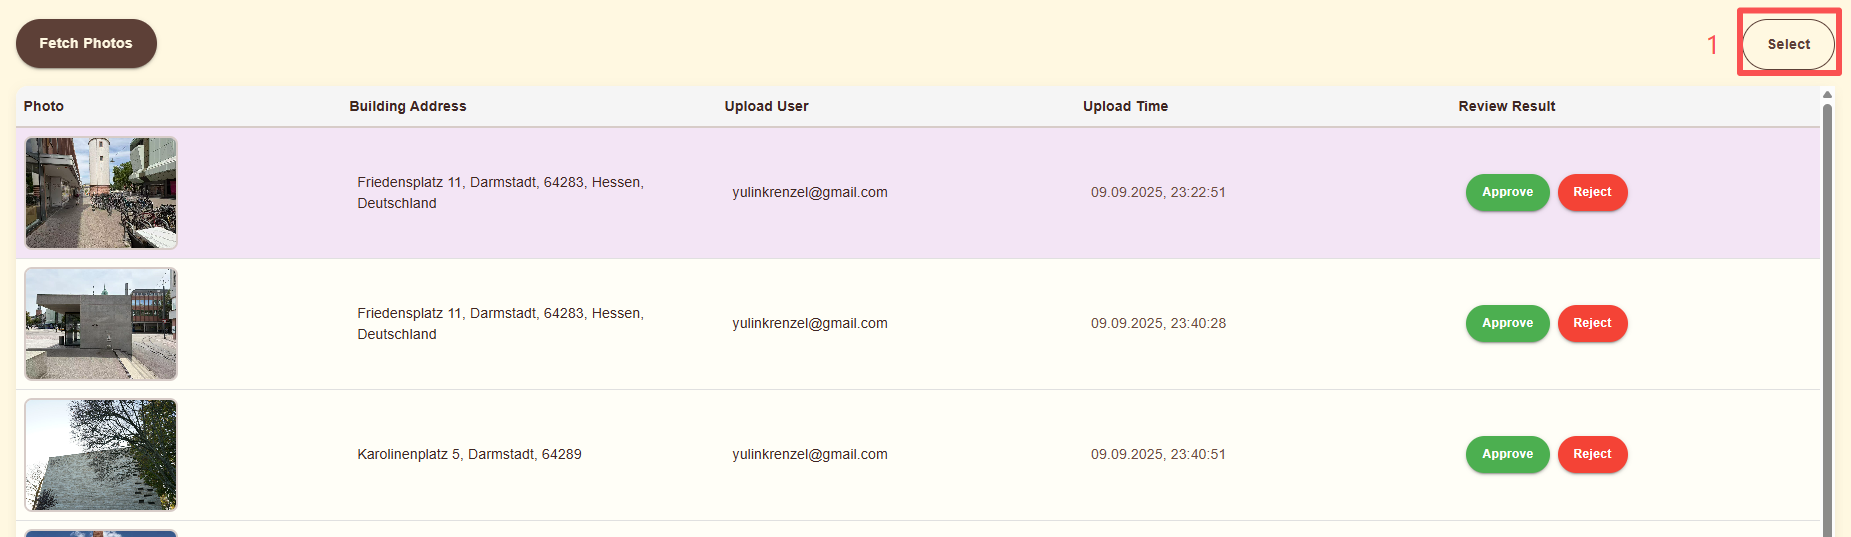 Fetch Photos
1
Select
Photo Building Address Upload User Upload Time Review Result
Friedensplatz 11, Darmstadt, 64283, Hessen,
Deutschland
yulinkrenzel@gmail.com
09.09.2025, 23:22:51
Approve
Reject
Friedensplatz 11, Darmstadt, 64283, Hessen,
Deutschland
yulinkrenzel@gmail.com
09.09.2025, 23:40:28
Approve
Reject
Karolinenplatz 5, Darmstadt, 64289
yulinkrenzel@gmail.com
09.09.2025, 23:40:51
Approve
Reject